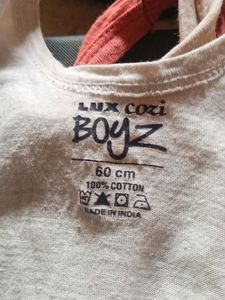 LUX cozi
BOYZ
60 cm
100% COTTON
MADE IN INDIA